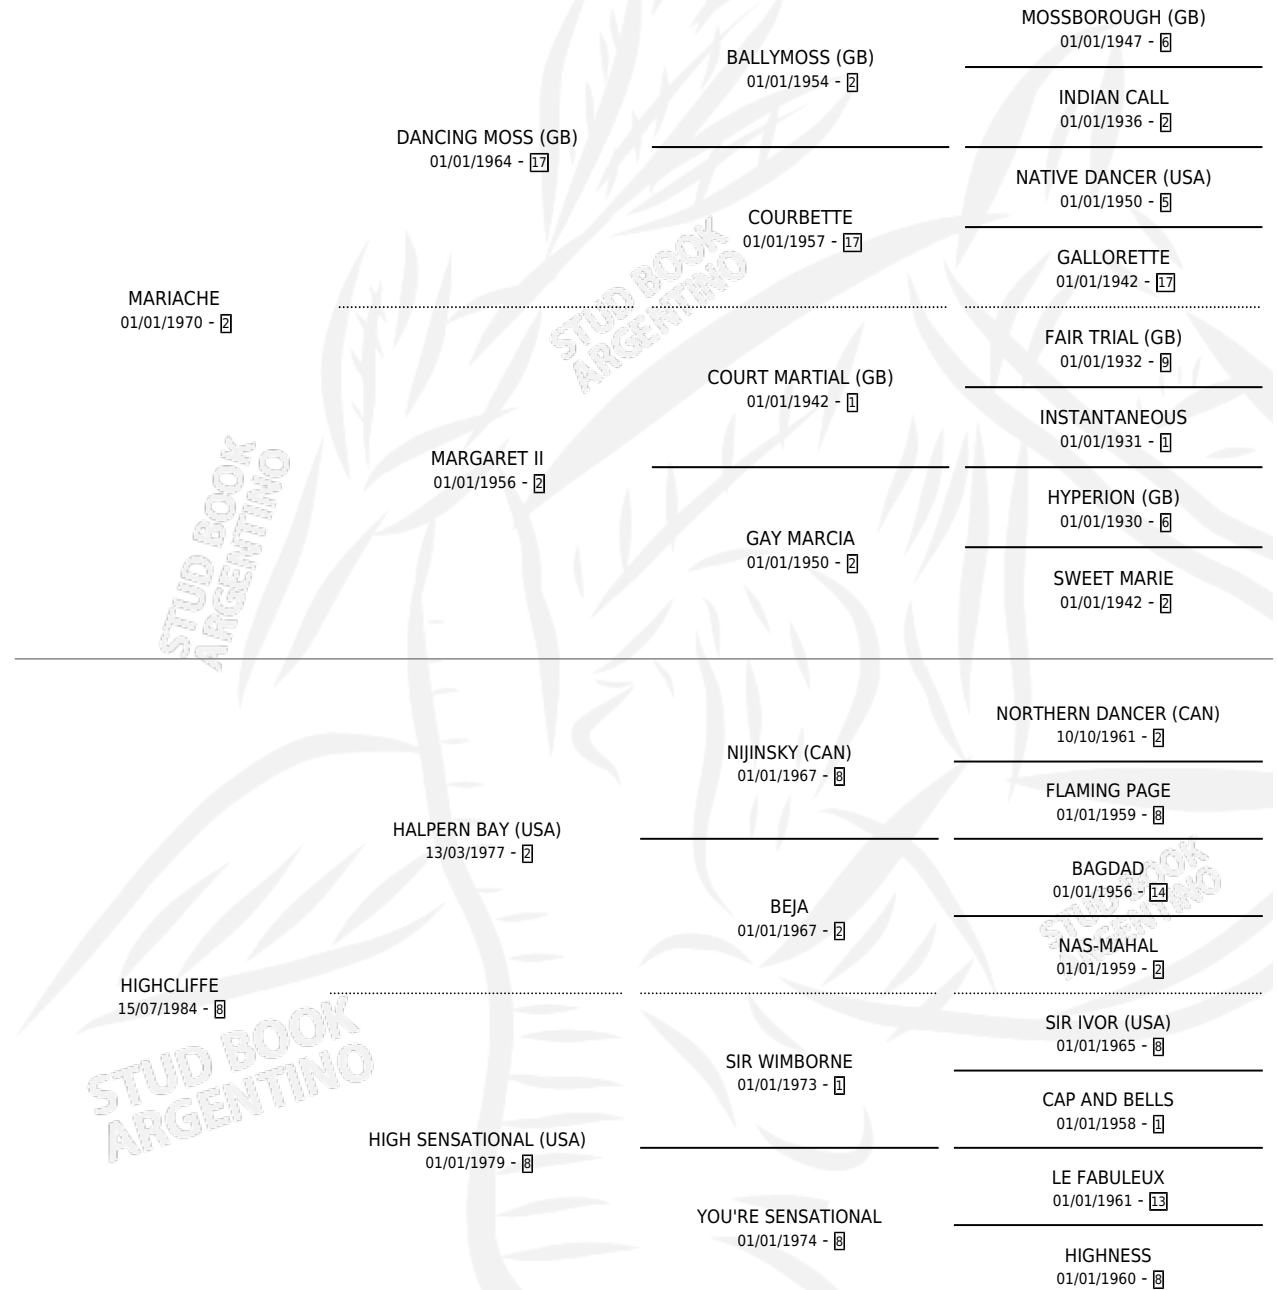 MOSSBOROUGH (GB)
01/01/1947 - 6
BALLYMOSS (GB)
01/01/1954 - 2
INDIAN CALL
01/01/1936 - 2
DANCING MOSS (GB)
01/01/1964 - 17
NATIVE DANCER (USA)
01/01/1950 - 5
COURBETTE
01/01/1957 - 17
GALLORETTE
01/01/1942 - 17
MARIACHE
01/01/1970 - 2
FAIR TRIAL (GB)
01/01/1932 - 9
COURT MARTIAL (GB)
01/01/1942 - 1
INSTANTANEOUS
01/01/1931 - 1
MARGARET II
01/01/1956 - 2
HYPERION (GB)
01/01/1930 - 6
GAY MARCIA
01/01/1950 - 2
SWEET MARIE
01/01/1942 - 2
STUD BOOK
ARGENTINO
STUD BOOK
ARGENTINO
NORTHERN DANCER (CAN)
10/10/1961 - 2
NIJINSKY (CAN)
01/01/1967 - 8
FLAMING PAGE
01/01/1959 - 8
HALPERN BAY (USA)
13/03/1977 - 2
BAGDAD
01/01/1956 - 14
BEJA
01/01/1967 - 2
NAS-MAHAL
01/01/1959 - 2
HIGHCLIFFE
15/07/1984 - 8
SIR IVOR (USA)
01/01/1965 - 8
SIR WIMBORNE
01/01/1973 - 1
CAP AND BELLS
01/01/1958 - 1
HIGH SENSATIONAL (USA)
01/01/1979 - 8
LE FABULEUX
01/01/1961 - 13
YOU'RE SENSATIONAL
01/01/1974 - 8
HIGHNESS
01/01/1960 - 8
STUD BOOK
ARGENTINO
STUD BOOK
ARGENTINO